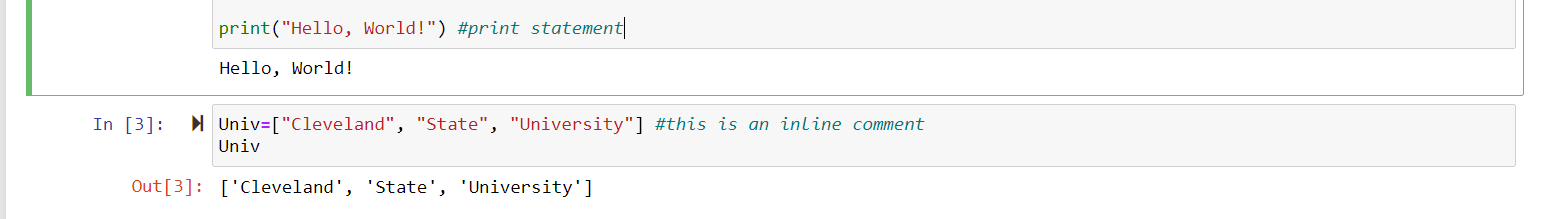 print("Hello, World!") #print statement
Hello, World!
In [3]: Univ=["Cleveland", "State", "University"] #this is an inline comment
Univ
Out[3]: ['Cleveland', 'State', 'University']